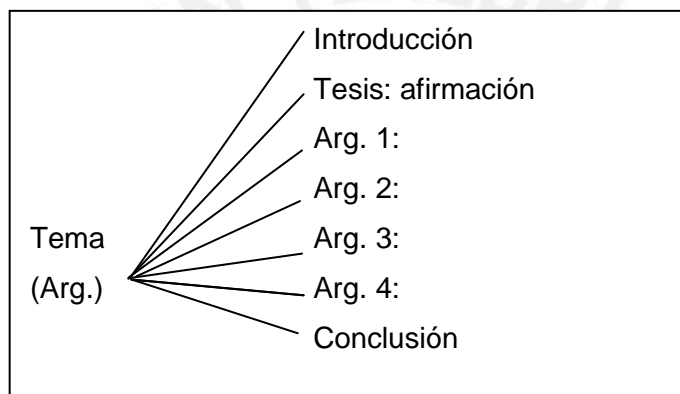 Introducción
Tesis: afirmación
Arg. 1:
Arg. 2:
Tema
Arg. 3:
(Arg.)
Arg. 4:
Conclusión